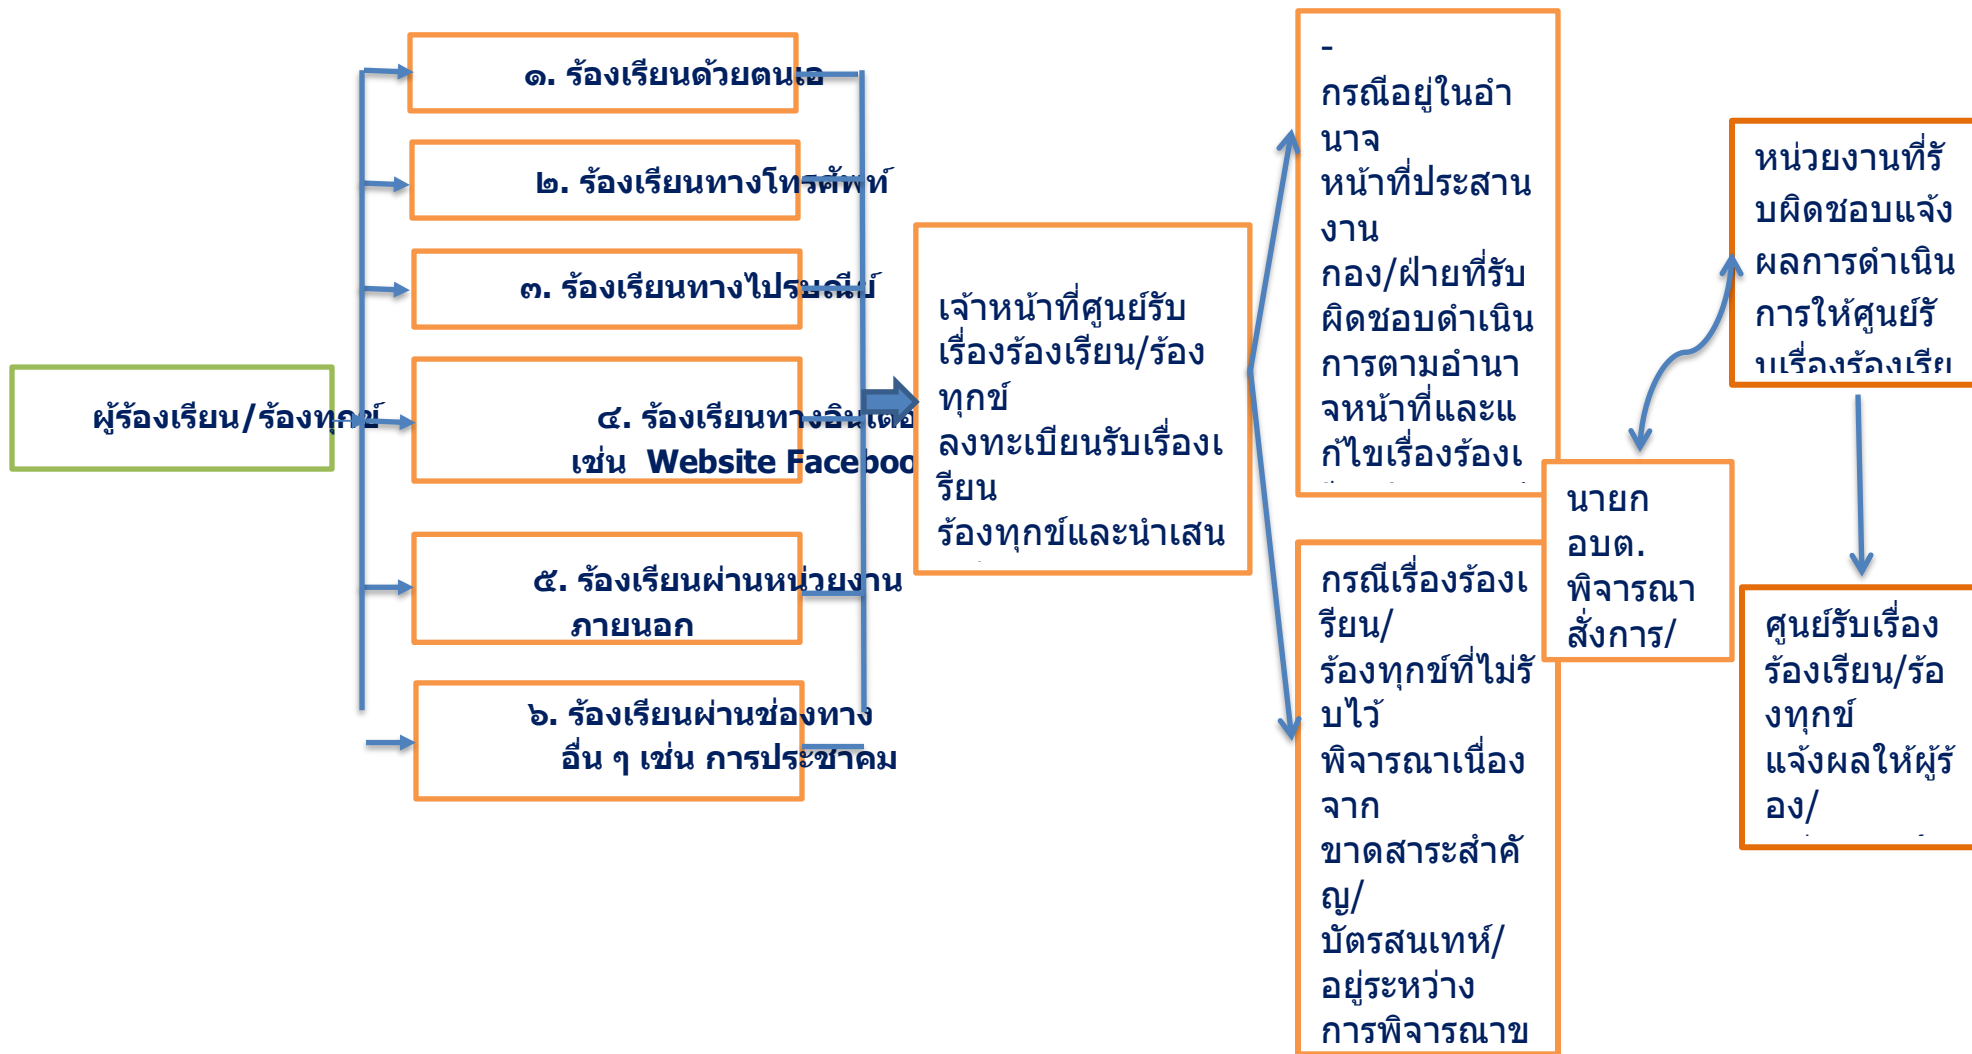 ผู้ร้องเรียน/ร้องทุกข์
๑. ร้องเรียนด้วยตนเอ
๒. ร้องเรียนทางโทรศัพท์
๓. ร้องเรียนทางไปรษณีย์
๔. ร้องเรียนทางอินเตอ
เช่น Website Faceboo
๕. ร้องเรียนผ่านหน่วยงาน
ภายนอก
๖. ร้องเรียนผ่านช่องทาง
อื่น ๆ เช่น การประชาคม
เจ้าหน้าที่ศูนย์รับ
เรื่องร้องเรียน/ร้อง
ทุกข์
ลงทะเบียนรับเรื่องเ
รียน
ร้องทุกข์และนำเสน
-
กรณีอยู่ในอำ
นาจ
หน้าที่ประสาน
งาน
กอง/ฝ่ายที่รับ
ผิดชอบดำเนิน
การตามอำนา
จหน้าที่และแ
ก้ไขเรื่องร้องเ
กรณีเรื่องร้องเ
รียน/
ร้องทุกข์ที่ไม่รั
บไว้
พิจารณาเนื่อง
จาก
ขาดสาระสำคั
ญ/
บัตรสนเทห์/
อยู่ระหว่าง
การพิจารณาข
นายก
อบต.
พิจารณา
สั่งการ/
หน่วยงานที่รั
บผิดชอบแจ้ง
ผลการดำเนิน
การให้ศูนย์รั
บเรื่องร้องเรีย
ศูนย์รับเรื่อง
ร้องเรียน/ร้อ
งทุกข์
แจ้งผลให้ผู้ร้
อง/